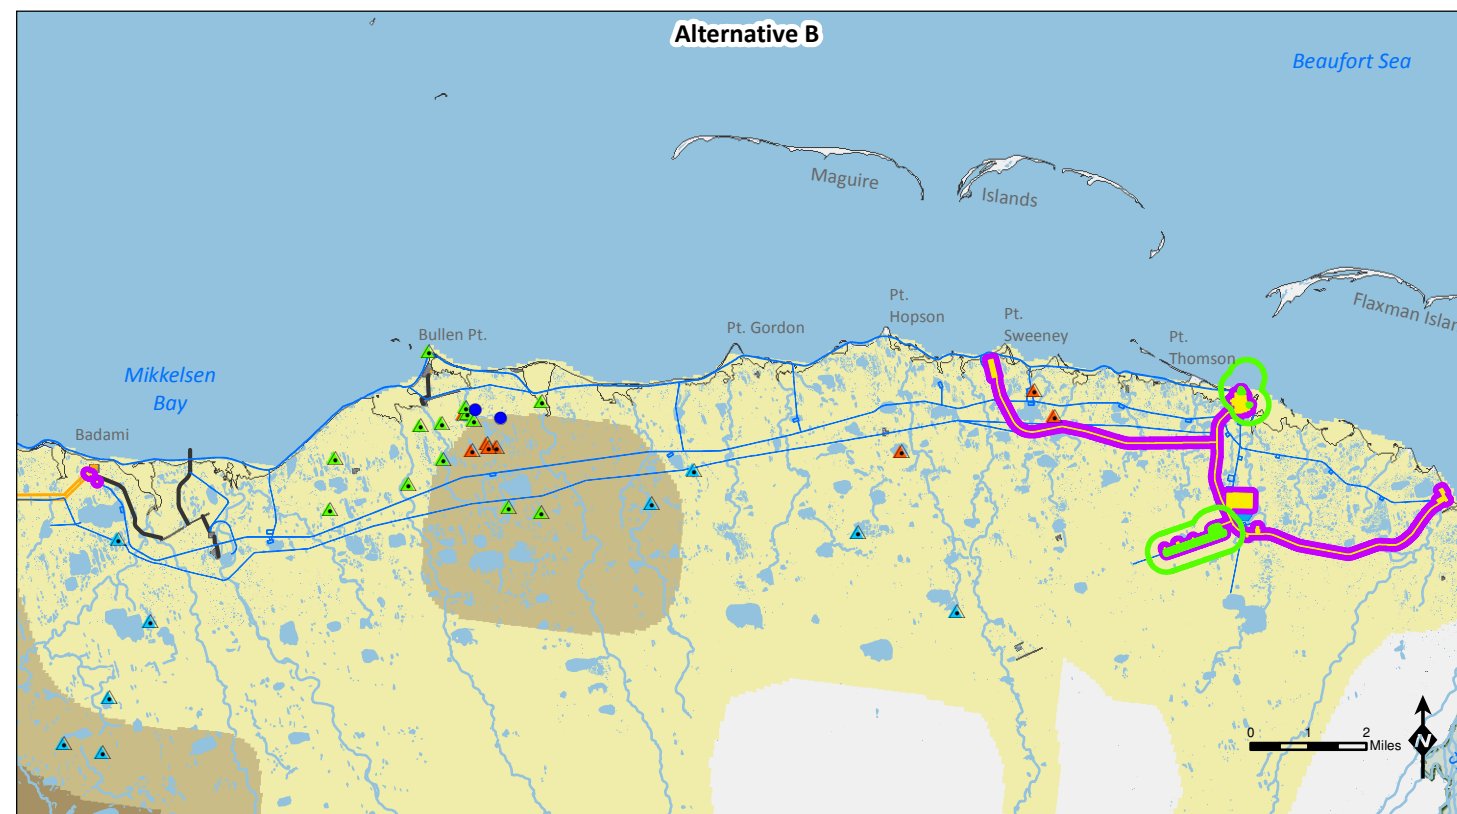 Alternative B
Beaufort Sea
Maguire
Islands
Flaxman Islan
Pt.
Hopson
Pt.
Sweeney
Pt. Gordon
Pt.
Thomson
Bullen Pt.
Mikkelsen
Bay
Badami
0 1 2
Miles
N